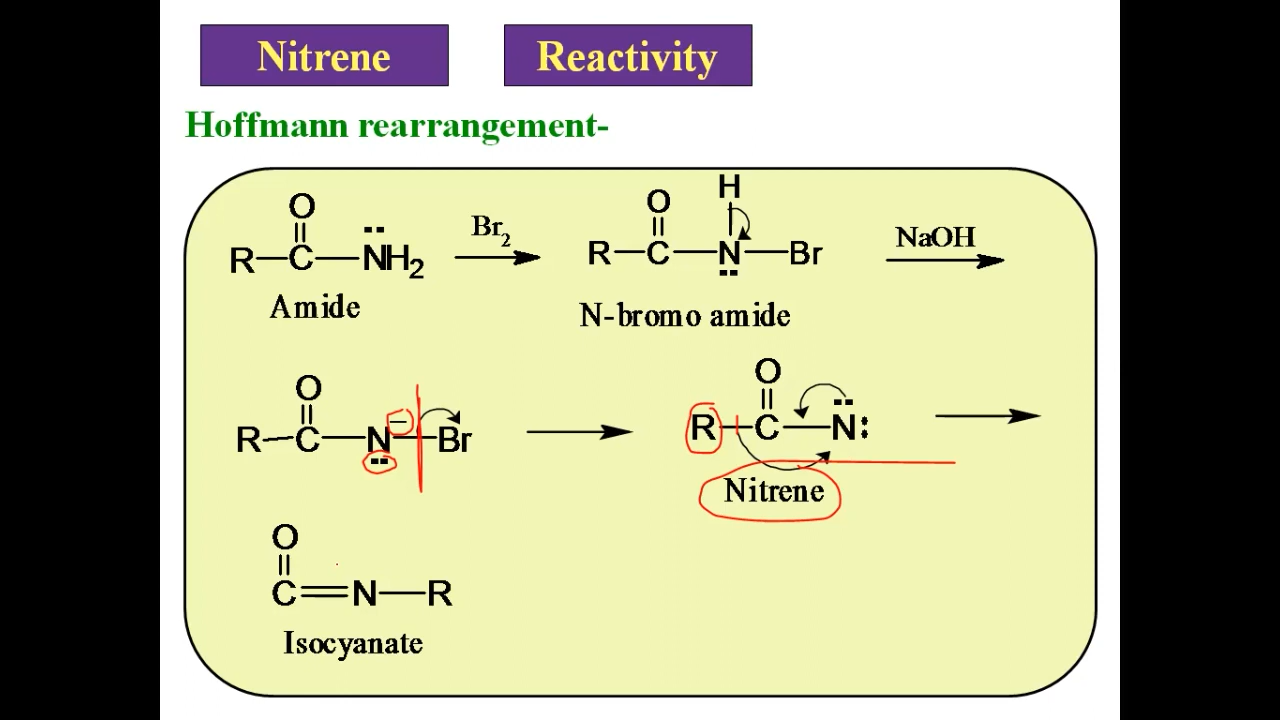 Nitrene Reactivity
Hoffmann rearrangement-
O
R C NH2
Amide
Br2
H
O
R C N Br
N-bromo amide
NaOH
O
R C N Br
O
R C N
Nitrene
O
C N R
Isocyanate